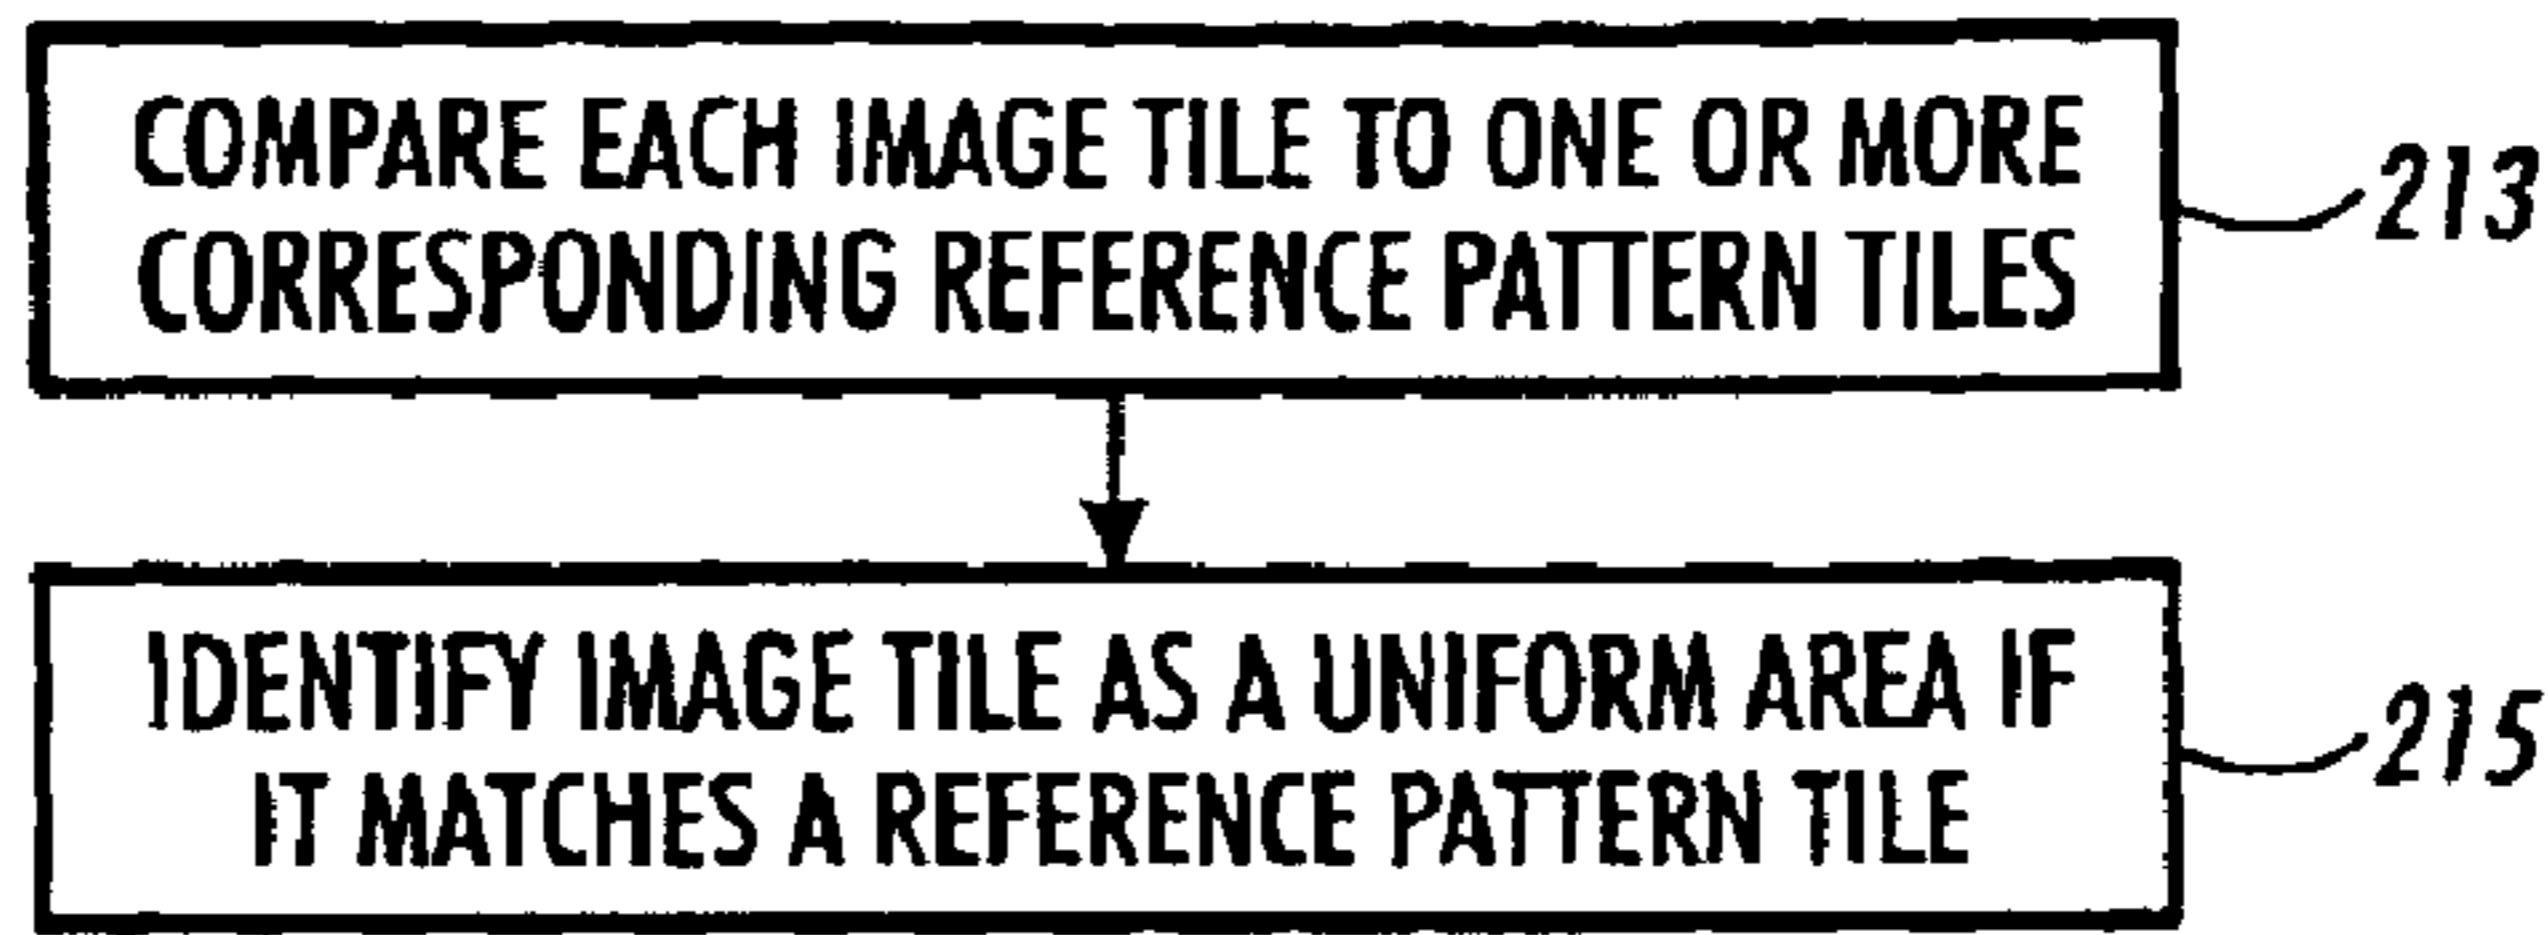 COMPARE EACH IMAGE TILE TO ONE OR MORE
CORRESPONDING REFERENCE PATTERN TILES
213
IDENTIFY IMAGE TILE AS A UNIFORM AREA IF
IT MATCHES A REFERENCE PATTERN TILE
215